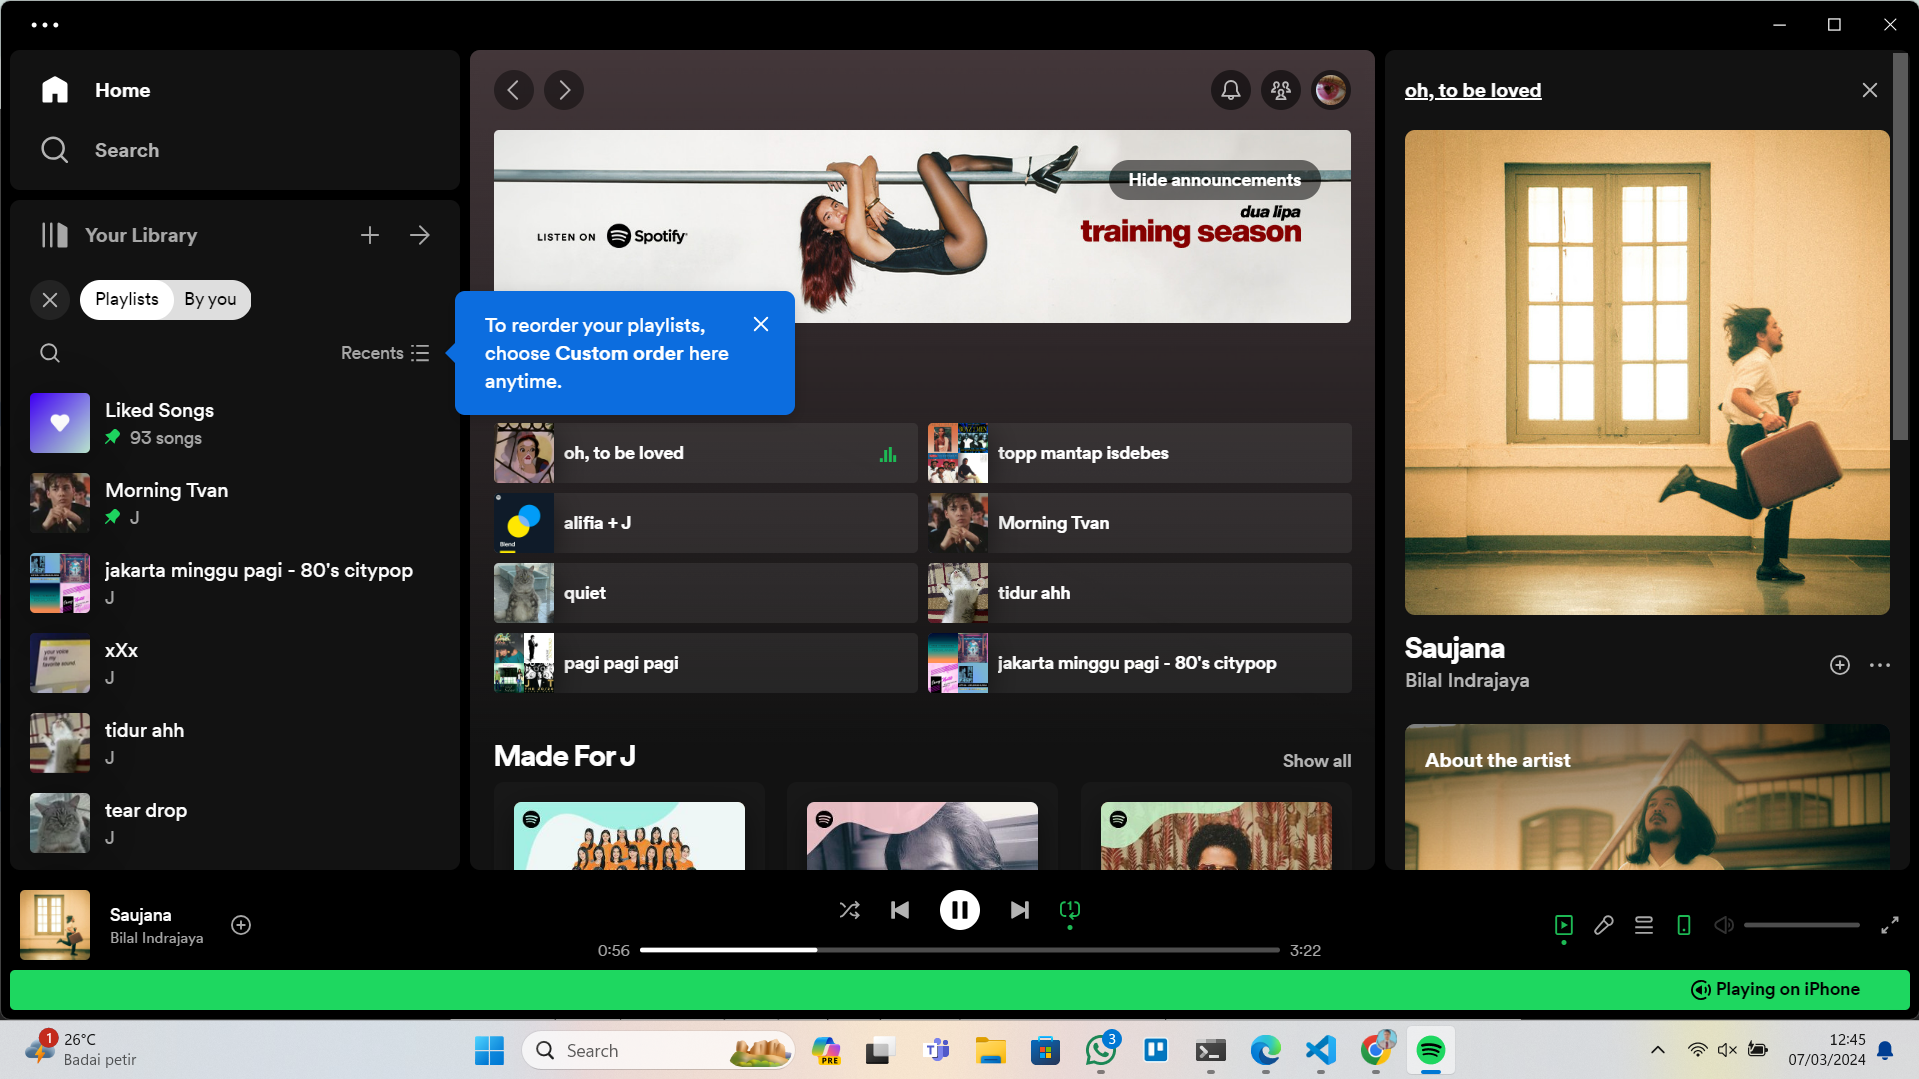 Home
Search
Your Library
Playlists
By you
Recents
Liked Songs
93 songs
Morning Tvan
J
jakarta minggu pagi - 80's citypop
J
xXx
J
tidur ahh
J
tear drop
J
LISTEN ON Spotify
Hide announcements
dua lipa
training season
To reorder your playlists,
choose Custom order here
anytime.
oh, to be loved
topp mantap isdebes
Blend
alifia + J
Morning Tvan
quiet
tidur ahh
pagi pagi pagi
jakarta minggu pagi - 80's citypop
Made For J
Show all
oh, to be loved
Saujana
Bilal Indrajaya
About the artist
Saujana
Bilal Indrajaya
1
0:56
3:22
Playing on iPhone
1
26°C
Badai petir
Search
PRE
3
12:45
07/03/2024